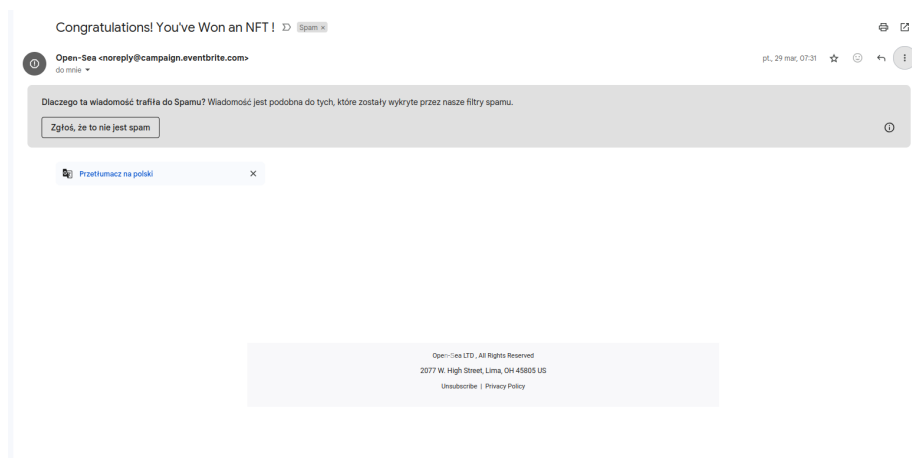 Congratulations! You've Won an NFT ! Spam ×
Open-Sea <noreply@campaign.eventbrite.com> pt., 29 mar, 07:31
do mnie
Dlaczego ta wiadomość trafiła do Spamu? Wiadomość jest podobna do tych, które zostały wykryte przez nasze filtry spamu.
Zgłoś, że to nie jest spam
Przetłumacz na polski
Open-Sea LTD , All Rights Reserved
2077 W. High Street, Lima, OH 45805 US
Unsubscribe | Privacy Policy